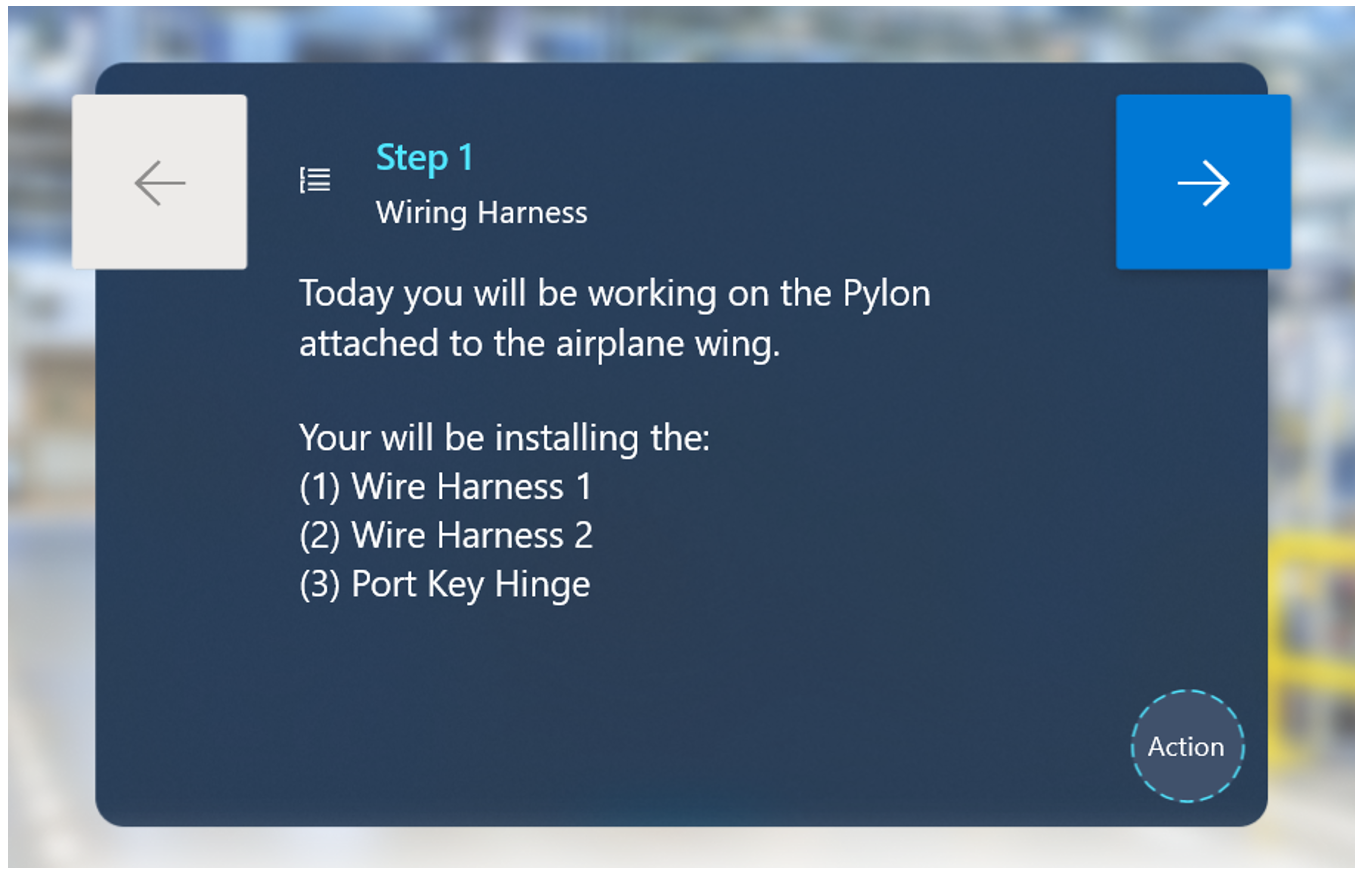 Step 1
Wiring Harness
Today you will be working on the Pylon
attached to the airplane wing.
Your will be installing the:
(1) Wire Harness 1
(2) Wire Harness 2
(3) Port Key Hinge
Action